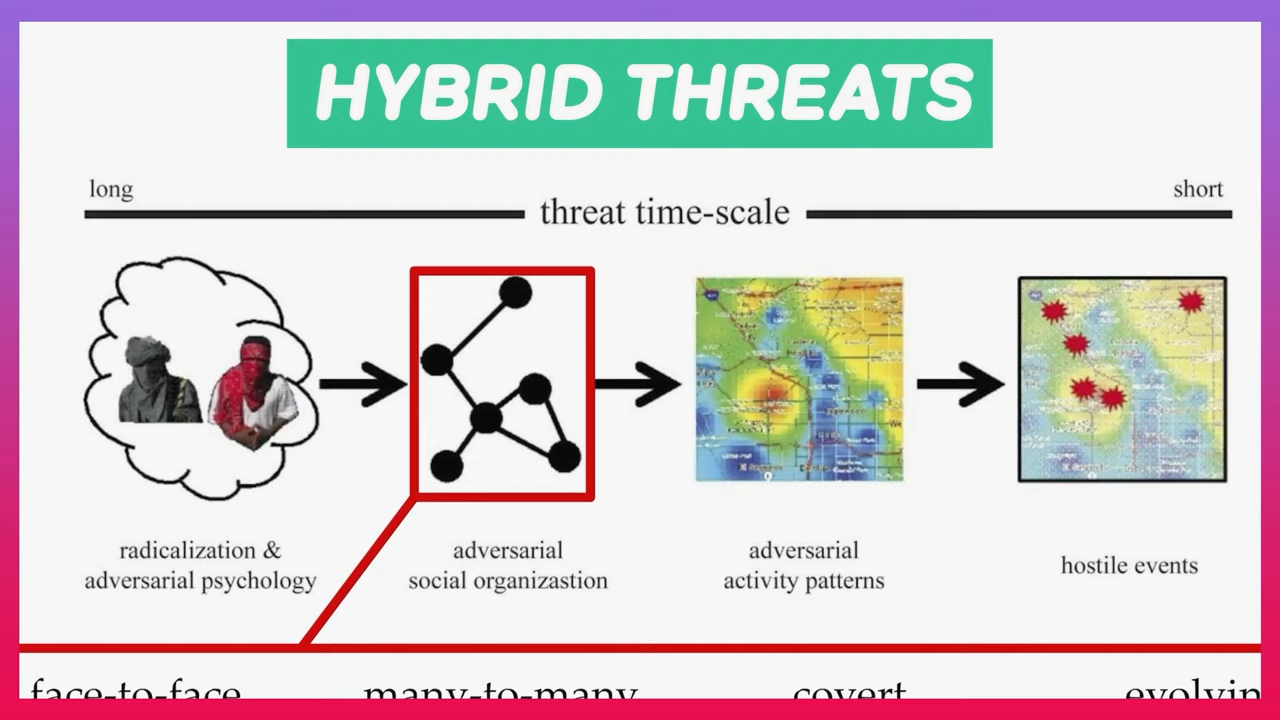 HYBRID THREATS
long
short
threat time-scale
radicalization &
adversarial psychology
adversarial
social organizastion
adversarial
activity patterns
hostile events
face-to-face
many-to-many
covert